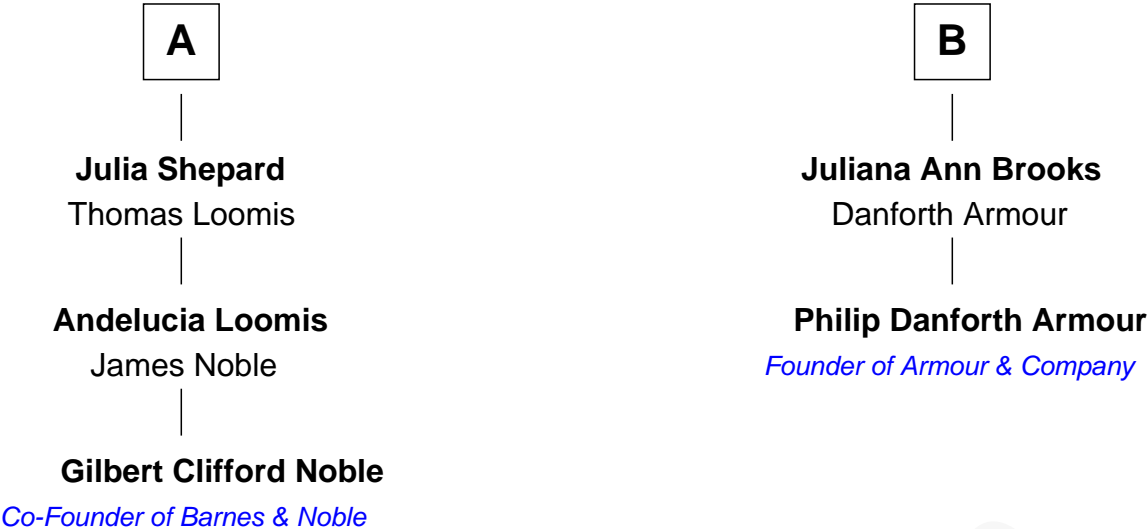 A
Julia Shepard
Thomas Loomis
Andelucia Loomis
James Noble
Gilbert Clifford Noble
Co-Founder of Barnes & Noble
B
Juliana Ann Brooks
Danforth Armour
Philip Danforth Armour
Founder of Armour & Company